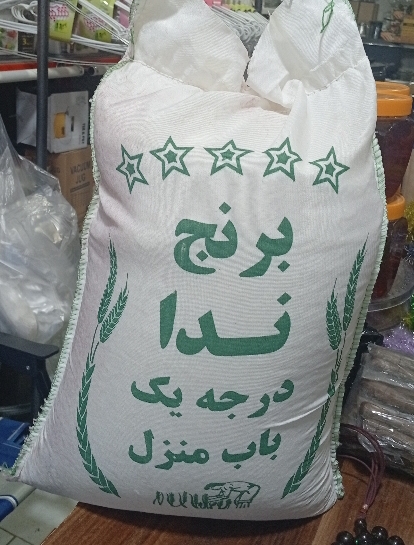 برنج
ندا
درجه یک
باب منزل